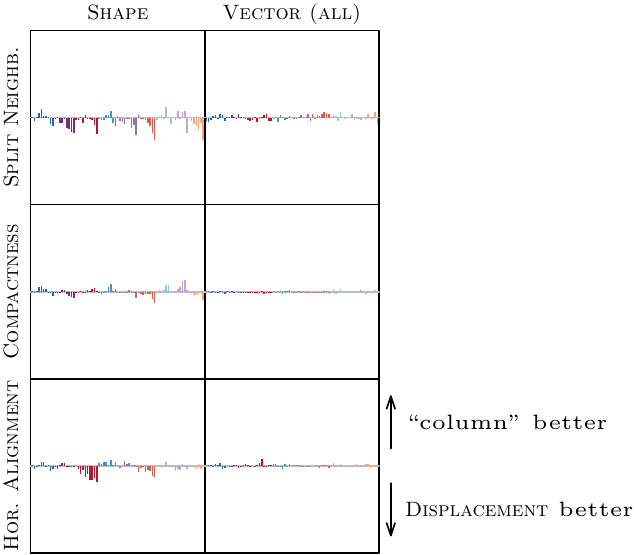 Shape
Vector (all)
Split Neighb.
Compactness
Hor. Alignment
“column” better
Displacement better